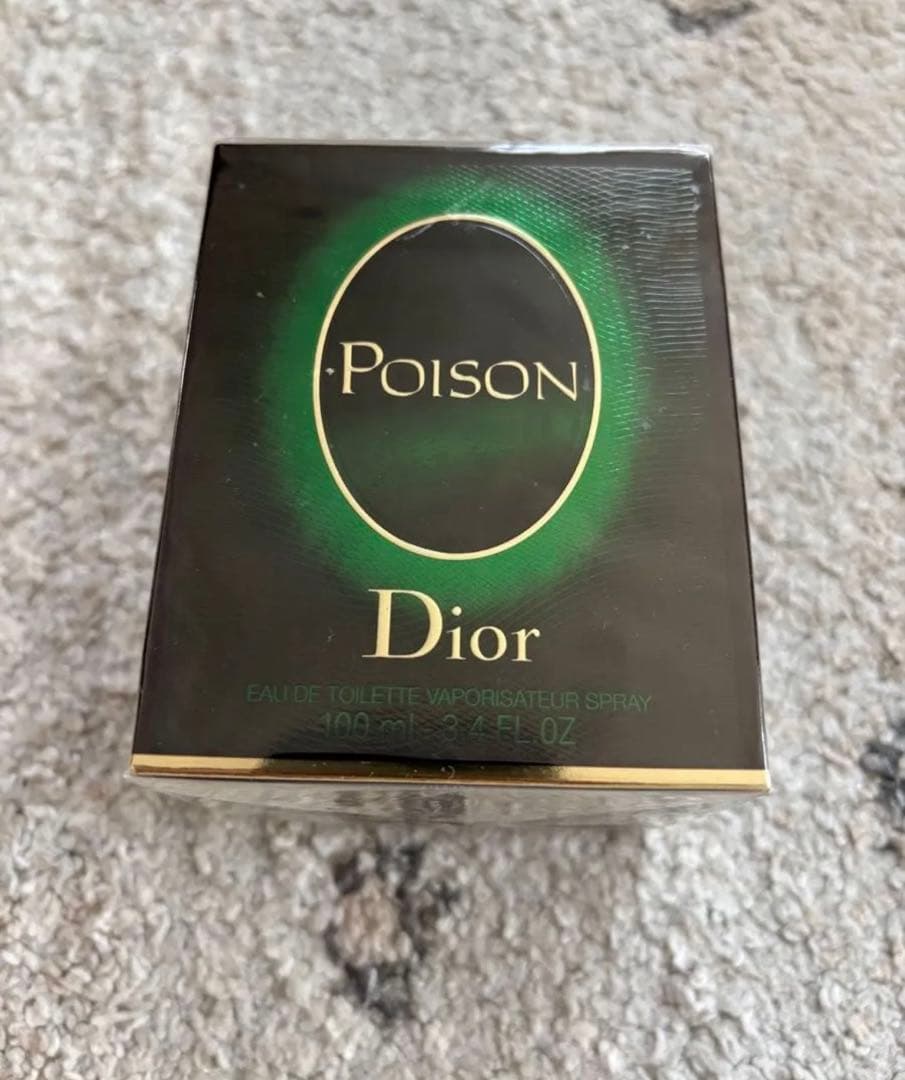 POISON
Dior
EAU DE TOILETTE VAPORISATEUR SPRAY
100 ml - 3.4 FL. OZ